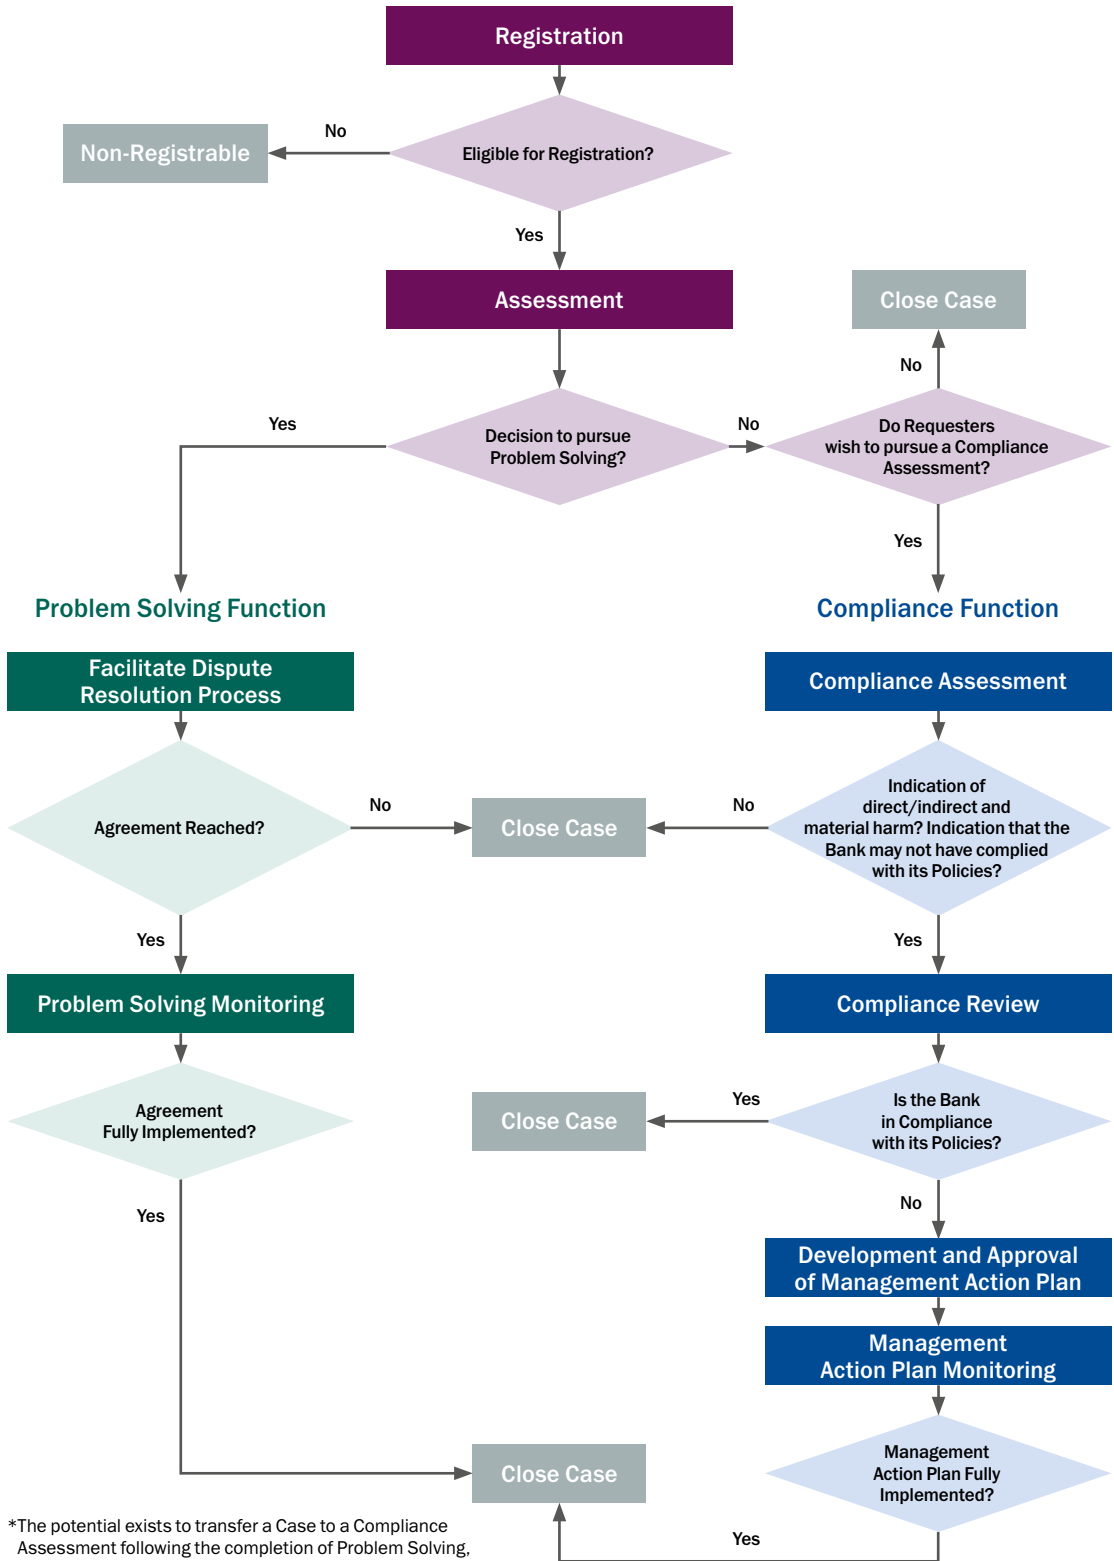 Registration
Eligible for Registration?
No
Non-Registrable
Yes
Assessment
Close Case
No
Decision to pursue
Problem Solving?
Yes
No
Do Requesters
wish to pursue a Compliance
Assessment?
Yes
Problem Solving Function
Compliance Function
Facilitate Dispute
Resolution Process
Compliance Assessment
Agreement Reached?
No
Close Case
No
Indication of
direct/indirect and
material harm? Indication that the
Bank may not have complied
with its Policies?
Yes
Yes
Problem Solving Monitoring
Compliance Review
Agreement
Fully Implemented?
Close Case
Yes
Is the Bank
in Compliance
with its Policies?
Yes
No
Development and Approval
of Management Action Plan
Management
Action Plan Monitoring
Close Case
Management
Action Plan Fully
Implemented?
Yes
*The potential exists to transfer a Case to a Compliance
Assessment following the completion of Problem Solving,